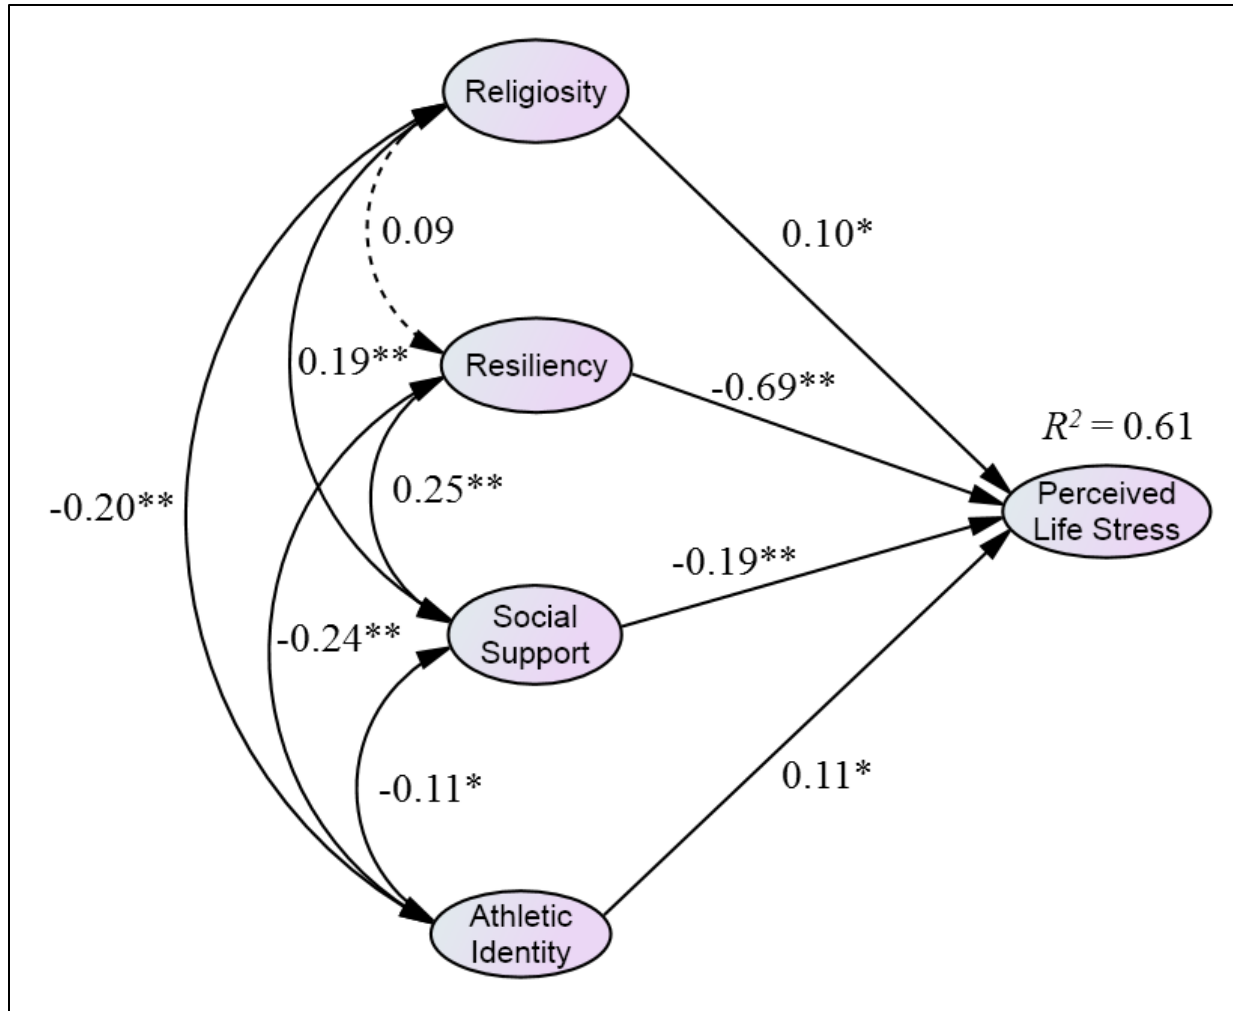 Religiosity
0.09
0.10*
0.19**
Resiliency
-0.69**
R² = 0.61
-0.20**
0.25**
Perceived
Life Stress
-0.19**
-0.24**
Social
Support
-0.11*
0.11*
Athletic
Identity